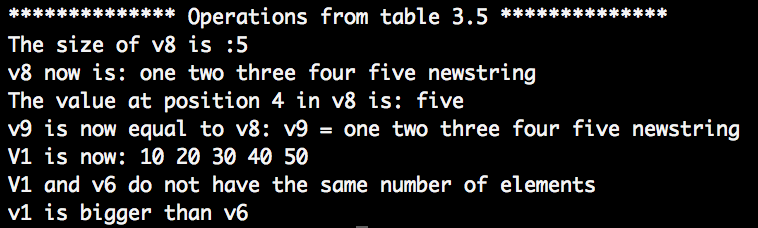 ************** Operations from table 3.5 **************
The size of v8 is :5
v8 now is: one two three four five newstring
The value at position 4 in v8 is: five
v9 is now equal to v8: v9 = one two three four five newstring
V1 is now: 10 20 30 40 50
V1 and v6 do not have the same number of elements
v1 is bigger than v6